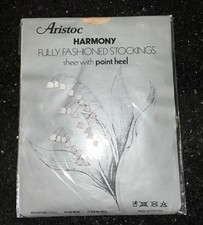 Aristoc
HARMONY
FULLY FASHIONED STOCKINGS
sheer with point heel